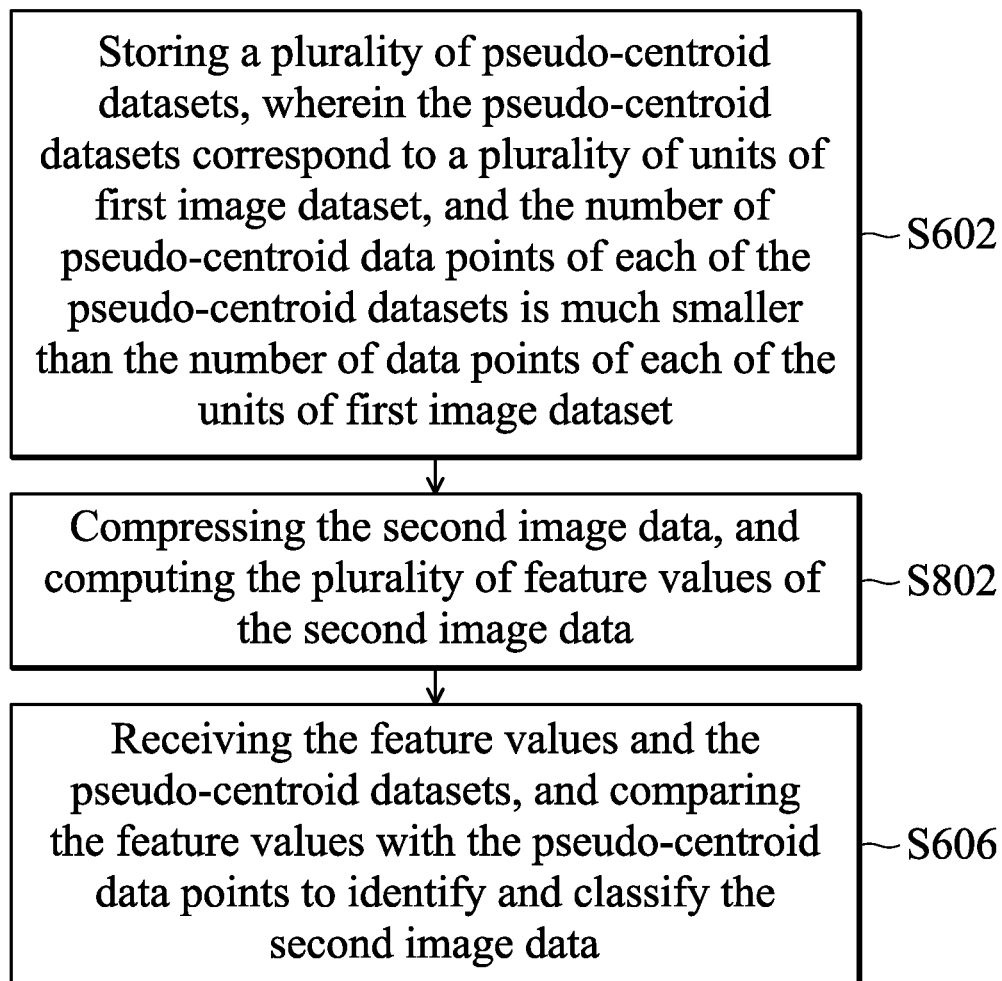 Storing a plurality of pseudo-centroid
datasets, wherein the pseudo-centroid
datasets correspond to a plurality of units of
first image dataset, and the number of
pseudo-centroid data points of each of the
pseudo-centroid datasets is much smaller
than the number of data points of each of the
units of first image dataset
S602
Compressing the second image data, and
computing the plurality of feature values of
the second image data
S802
Receiving the feature values and the
pseudo-centroid datasets, and comparing
the feature values with the pseudo-centroid
data points to identify and classify the
second image data
S606